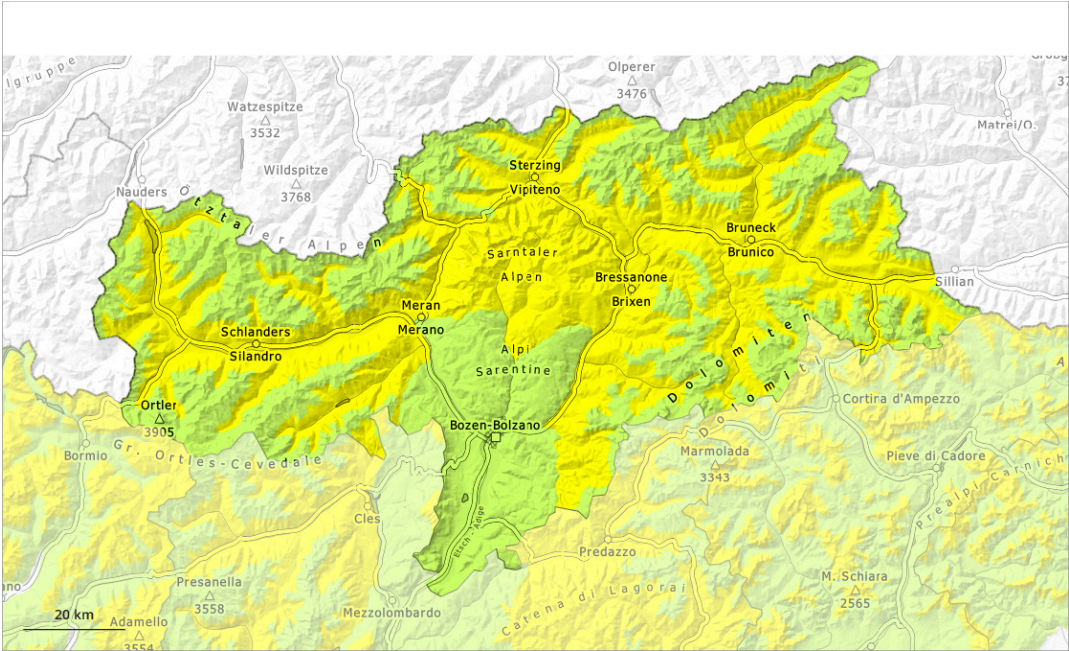 lgruppe
Olperer
3476
Watzespitze
3532
Matrei/O.
Wildspitze
3768
Nauders
Sterzing
Vipiteno
Ötztaler Alpen
Bruneck
Brunico
Sarntaler
Alpen
Bressanone
Brixen
Sillian
Meran
Merano
Schlanders
Silandro
Alpi
Sarentine
Dolomiten
Dolomiti
Ortler
3905
Cortira d'Ampezzo
Bozen-Bolzano
Gr. Ortles-Cevedale
Bormio
Marmolada
3343
Pieve di Cadore
Prealpi Carnich
Cles
Etsch - Adige
Predazzo
Presanella
3558
M. Schiara
2565
Catena di Lagorai
Mezzolombardo
Adamello
3554
20 km